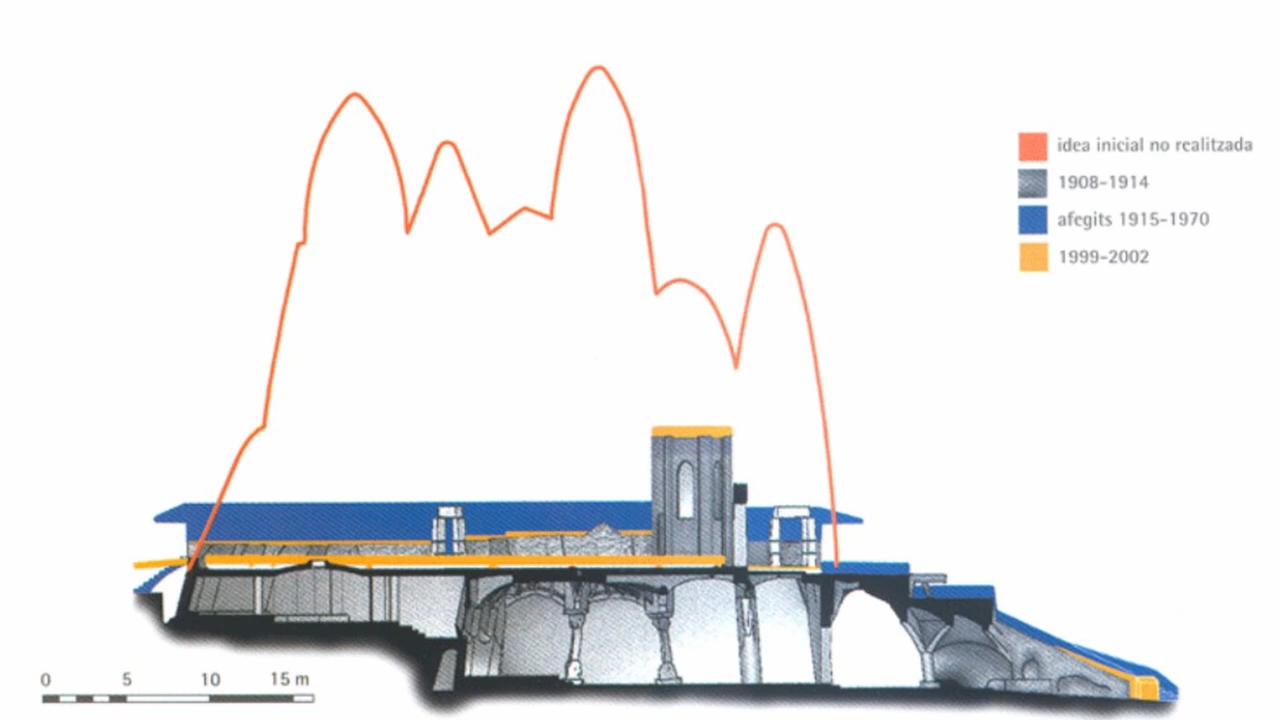 idea inicial no realitzada
1908-1914
afegits 1915-1970
1999-2002
0 5 10 15 m